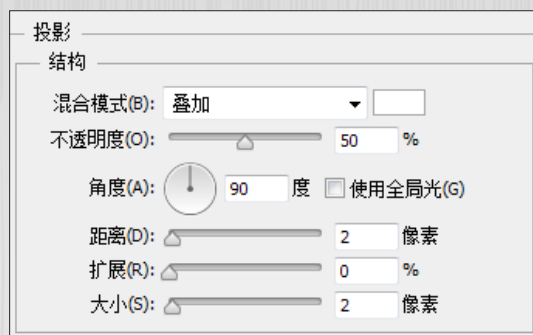 投影
结构
混合模式(B): 叠加
不透明度(O): 50 %
角度(A): 90 度 使用全局光(G)
距离(D): 2 像素
扩展(R): 0 %
大小(S): 2 像素